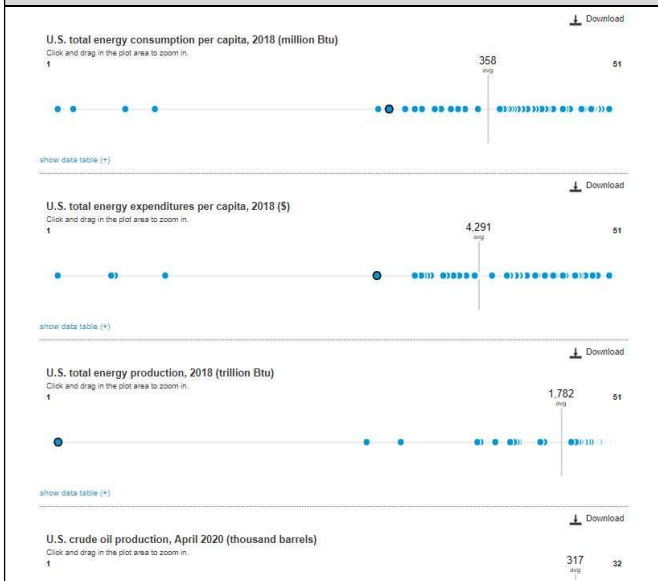 Download
U.S. total energy consumption per capita, 2018 (million Btu)
Click and drag in the plot area to zoom in.
1
358
avg
51
show data table (+)
Download
U.S. total energy expenditures per capita, 2018 ($)
Click and drag in the plot area to zoom in.
1
4,291
avg
51
show data table (+)
Download
U.S. total energy production, 2018 (trillion Btu)
Click and drag in the plot area to zoom in.
1
1,782
avg
51
show data table (+)
Download
U.S. crude oil production, April 2020 (thousand barrels)
Click and drag in the plot area to zoom in.
1
317
avg
32